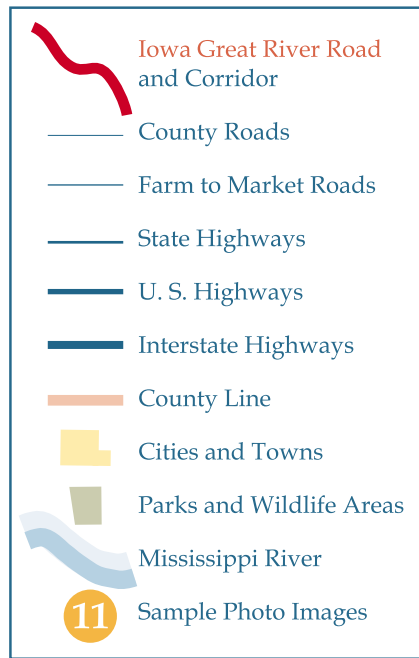 Iowa Great River Road
and Corridor
County Roads
Farm to Market Roads
State Highways
U. S. Highways
Interstate Highways
County Line
Cities and Towns
Parks and Wildlife Areas
Mississippi River
11 Sample Photo Images